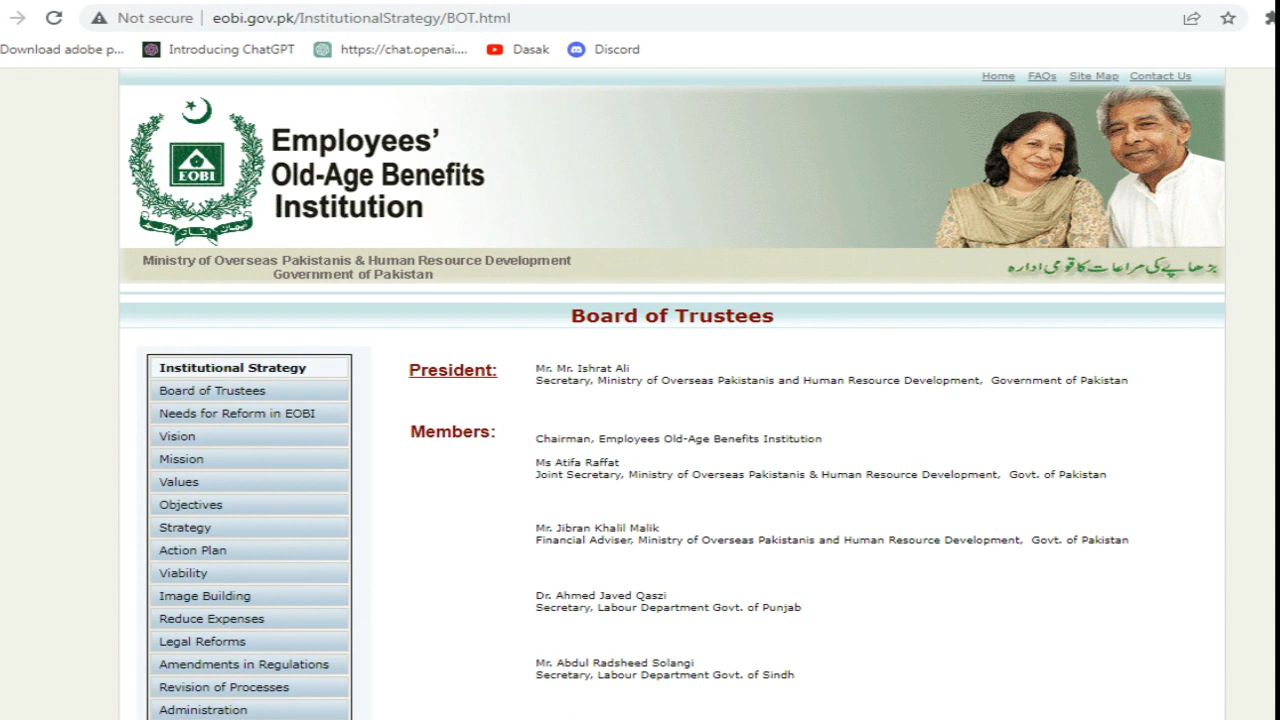 Not secure
eobi.gov.pk/InstitutionalStrategy/BOT.html
Download adobe p...
Introducing ChatGPT
https://chat.openai....
Dasak
Discord
Home
FAQs
Site Map
Contact Us
EOBI
Employees'
Old-Age Benefits
Institution
Ministry of Overseas Pakistanis & Human Resource Development
Government of Pakistan
بڑھاپے کی مراعات کا قومی ادارہ
Board of Trustees
Institutional Strategy
Board of Trustees
Needs for Reform in EOBI
Vision
Mission
Values
Objectives
Strategy
Action Plan
Viability
Image Building
Reduce Expenses
Legal Reforms
Amendments in Regulations
Revision of Processes
Administration
President:
Mr. Mr. Ishrat Ali
Secretary, Ministry of Overseas Pakistanis and Human Resource Development, Government of Pakistan
Members:
Chairman, Employees Old-Age Benefits Institution
Ms Atifa Raffat
Joint Secretary, Ministry of Overseas Pakistanis & Human Resource Development, Govt. of Pakistan
Mr. Jibran Khalil Malik
Financial Adviser, Ministry of Overseas Pakistanis and Human Resource Development, Govt. of Pakistan
Dr. Ahmed Javed Qaszi
Secretary, Labour Department Govt. of Punjab
Mr. Abdul Radsheed Solangi
Secretary, Labour Department Govt. of Sindh